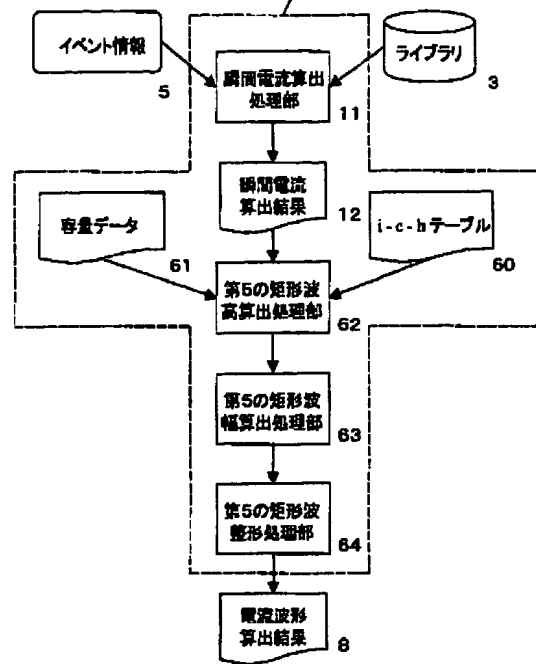 イベント情報
5
ライブラリ
3
瞬間電流算出
処理部
11
瞬間電流
算出結果
12
容量データ
61
i-c-hテーブル
60
第5の矩形波
高算出処理部
62
第5の矩形波
幅算出処理部
63
第5の矩形波
整形処理部
64
電流波形
算出結果
8